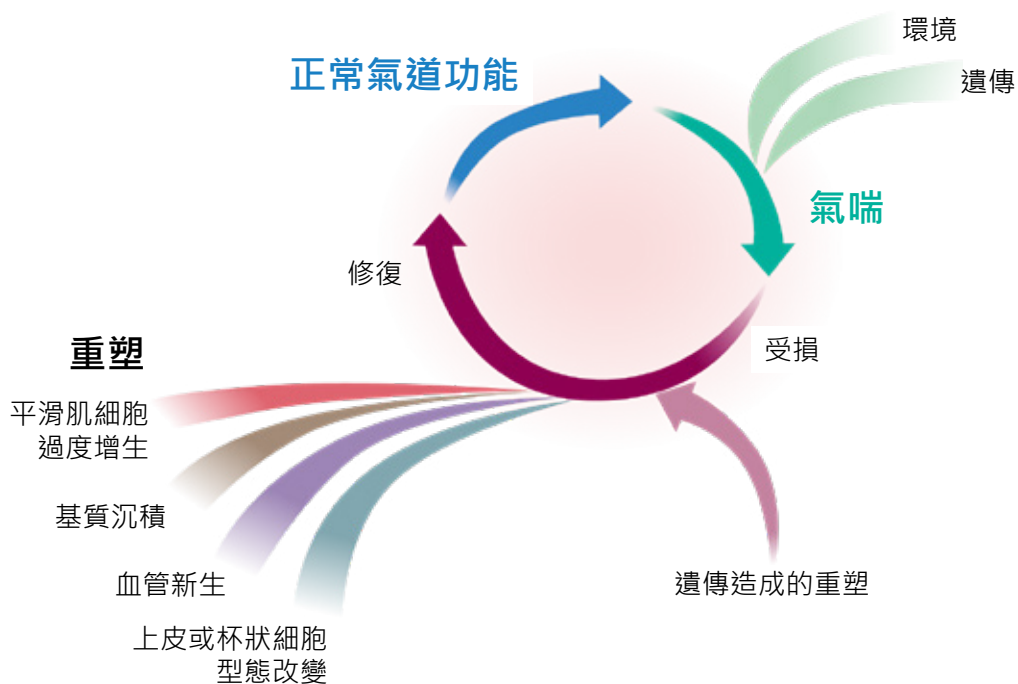 環境
遺傳
正常氣道功能
氣喘
修復
受損
重塑
平滑肌細胞
過度增生
基質沉積
血管新生
上皮或杯狀細胞
型態改變
遺傳造成的重塑